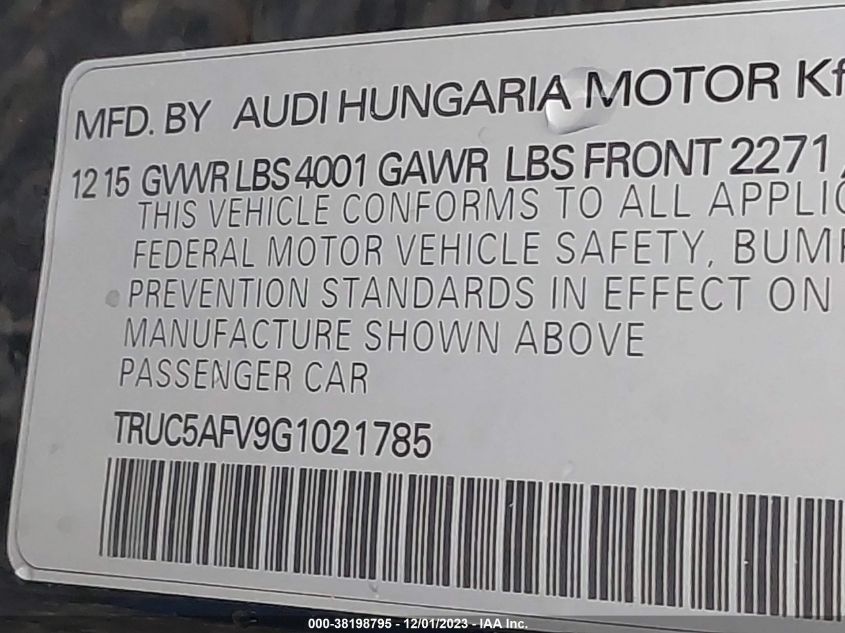 MFD. BY AUDI HUNGARIA MOTOR Kf
12 15 GVWR LBS 4001 GAWR LBS FRONT 2271
THIS VEHICLE CONFORMS TO ALL APPLIC
FEDERAL MOTOR VEHICLE SAFETY, BUMP
PREVENTION STANDARDS IN EFFECT ON
MANUFACTURE SHOWN ABOVE
PASSENGER CAR
TRUC5AFV9G1021785
000-38198795 - 12/01/2023 - IAA Inc.